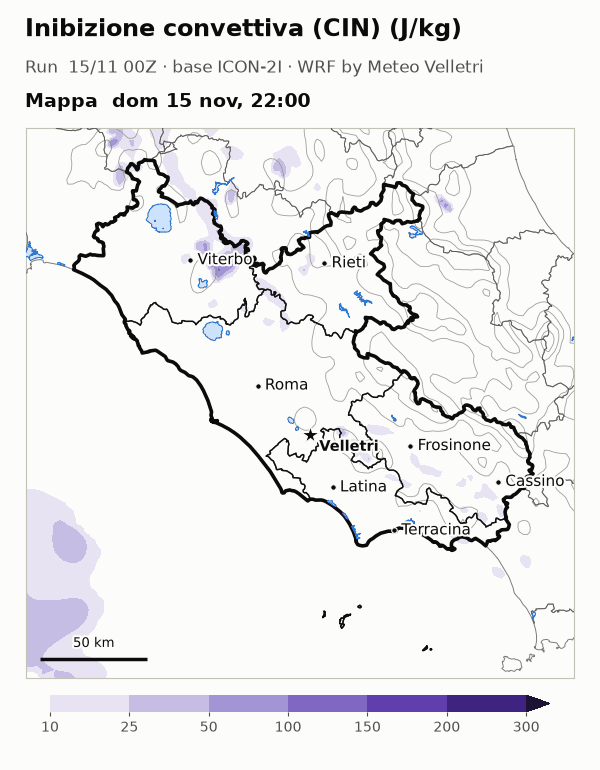 Inibizione convettiva (CIN) (J/kg)
Run  15/11 00Z · base ICON-2I · WRF by Meteo Velletri
Mappa  dom 15 nov, 22:00
Viterbo
Rieti
Roma
Velletri
Frosinone
Cassino
Latina
Terracina
50 km
10 25 50 100 150 200 300